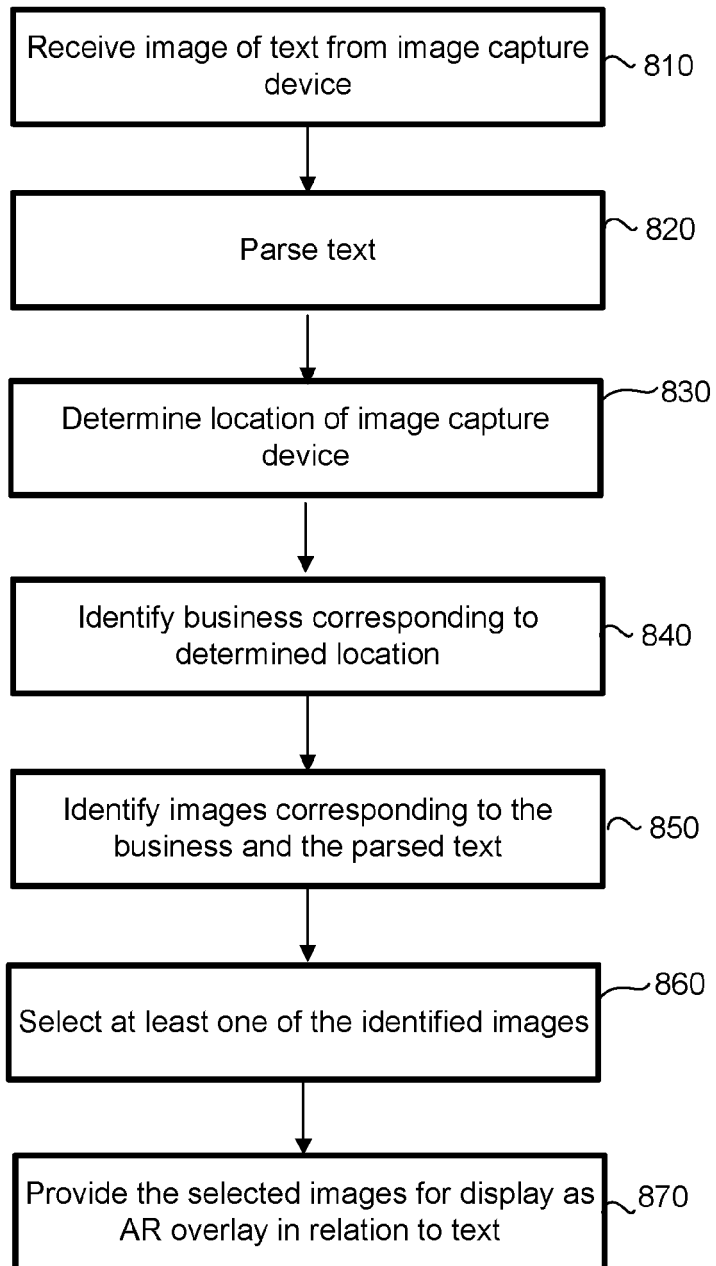 Receive image of text from image capture
device
810
Parse text
820
Determine location of image capture
device
830
Identify business corresponding to
determined location
840
Identify images corresponding to the
business and the parsed text
850
Select at least one of the identified images
860
Provide the selected images for display as
AR overlay in relation to text
870